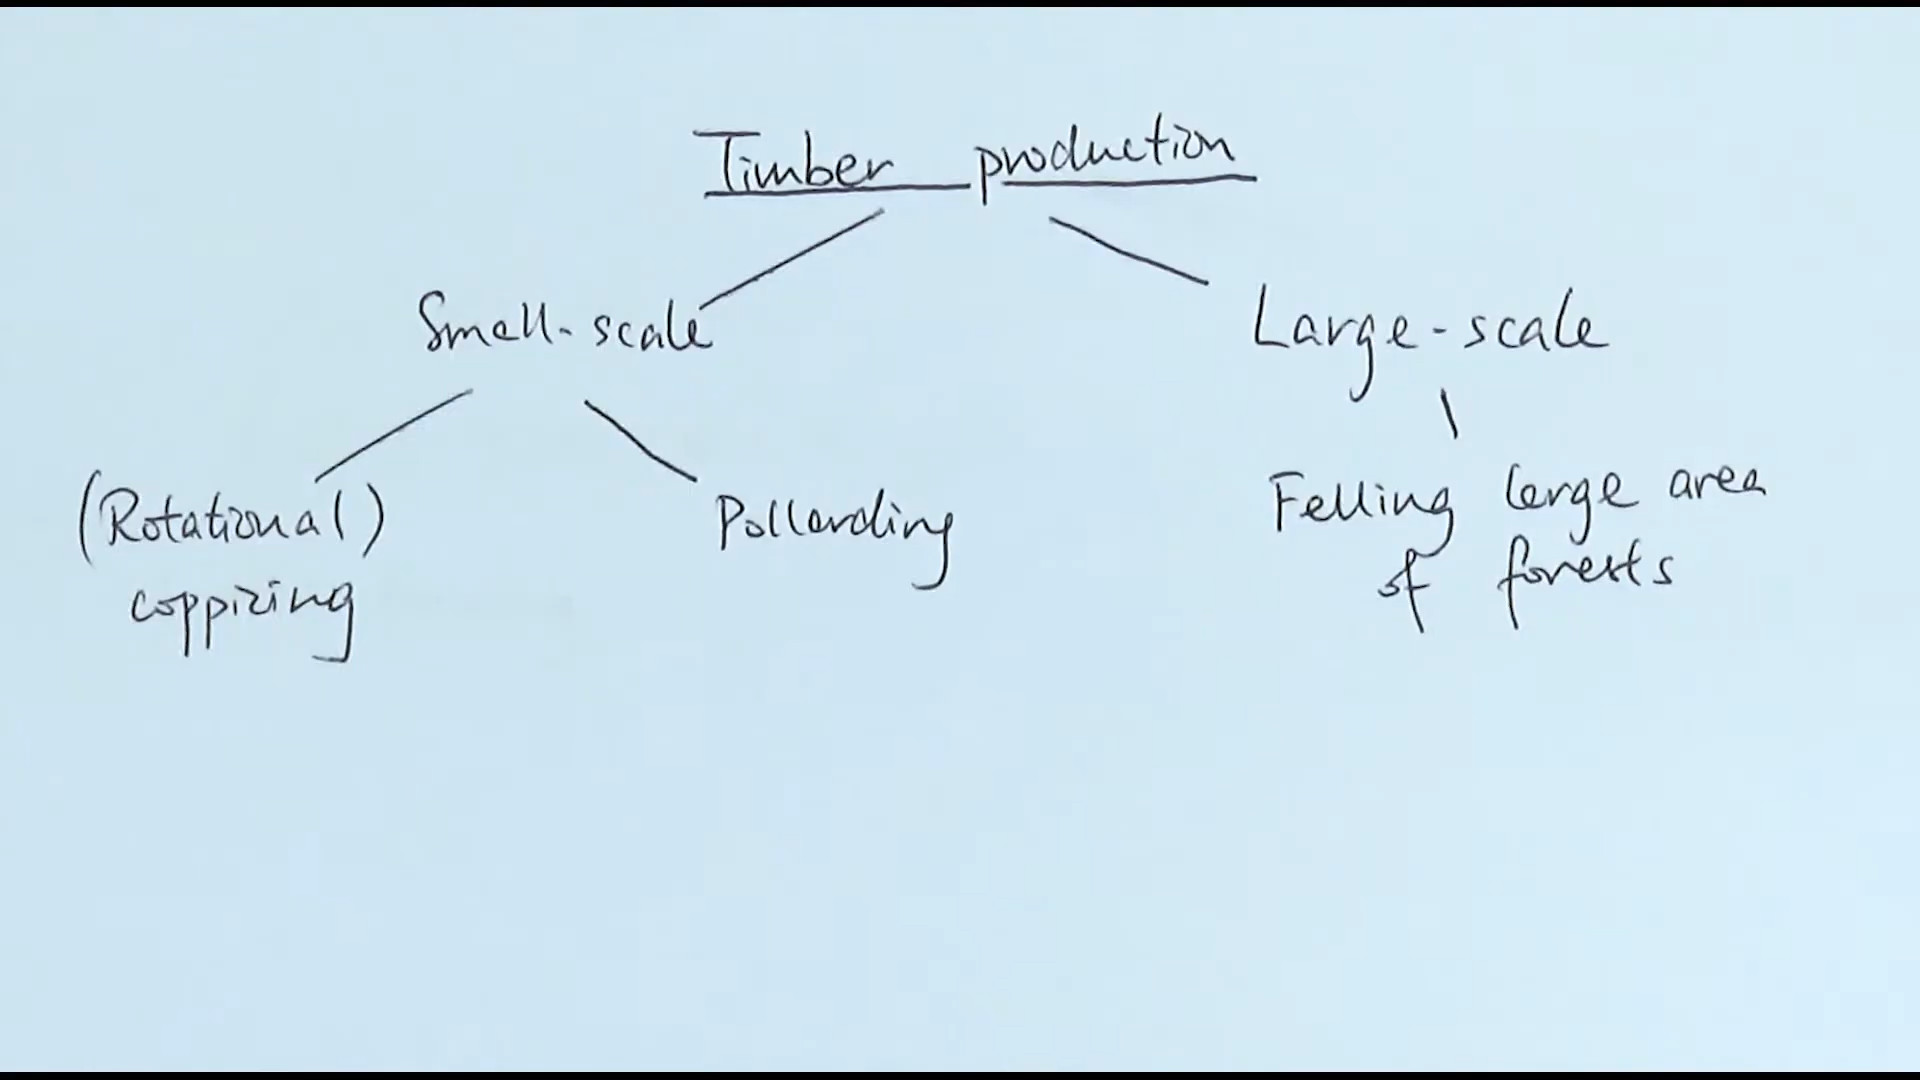 Timber production
Small-scale
Large-scale
(Rotational)
coppicing
Pollarding
Felling large area
of forests